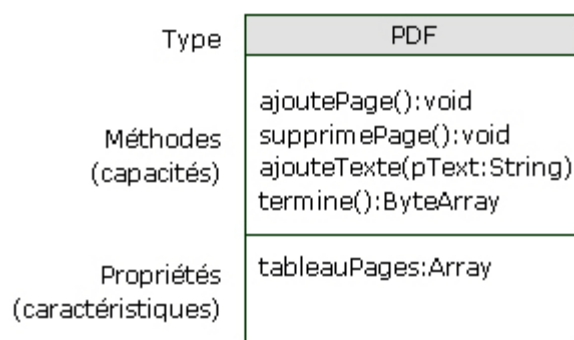 Type
PDF
Méthodes
(capacités)
ajoutePage():void
supprimePage():void
ajouteTexte(pText:String)
termine():ByteArray
Propriétés
(caractéristiques)
tableauPages:Array